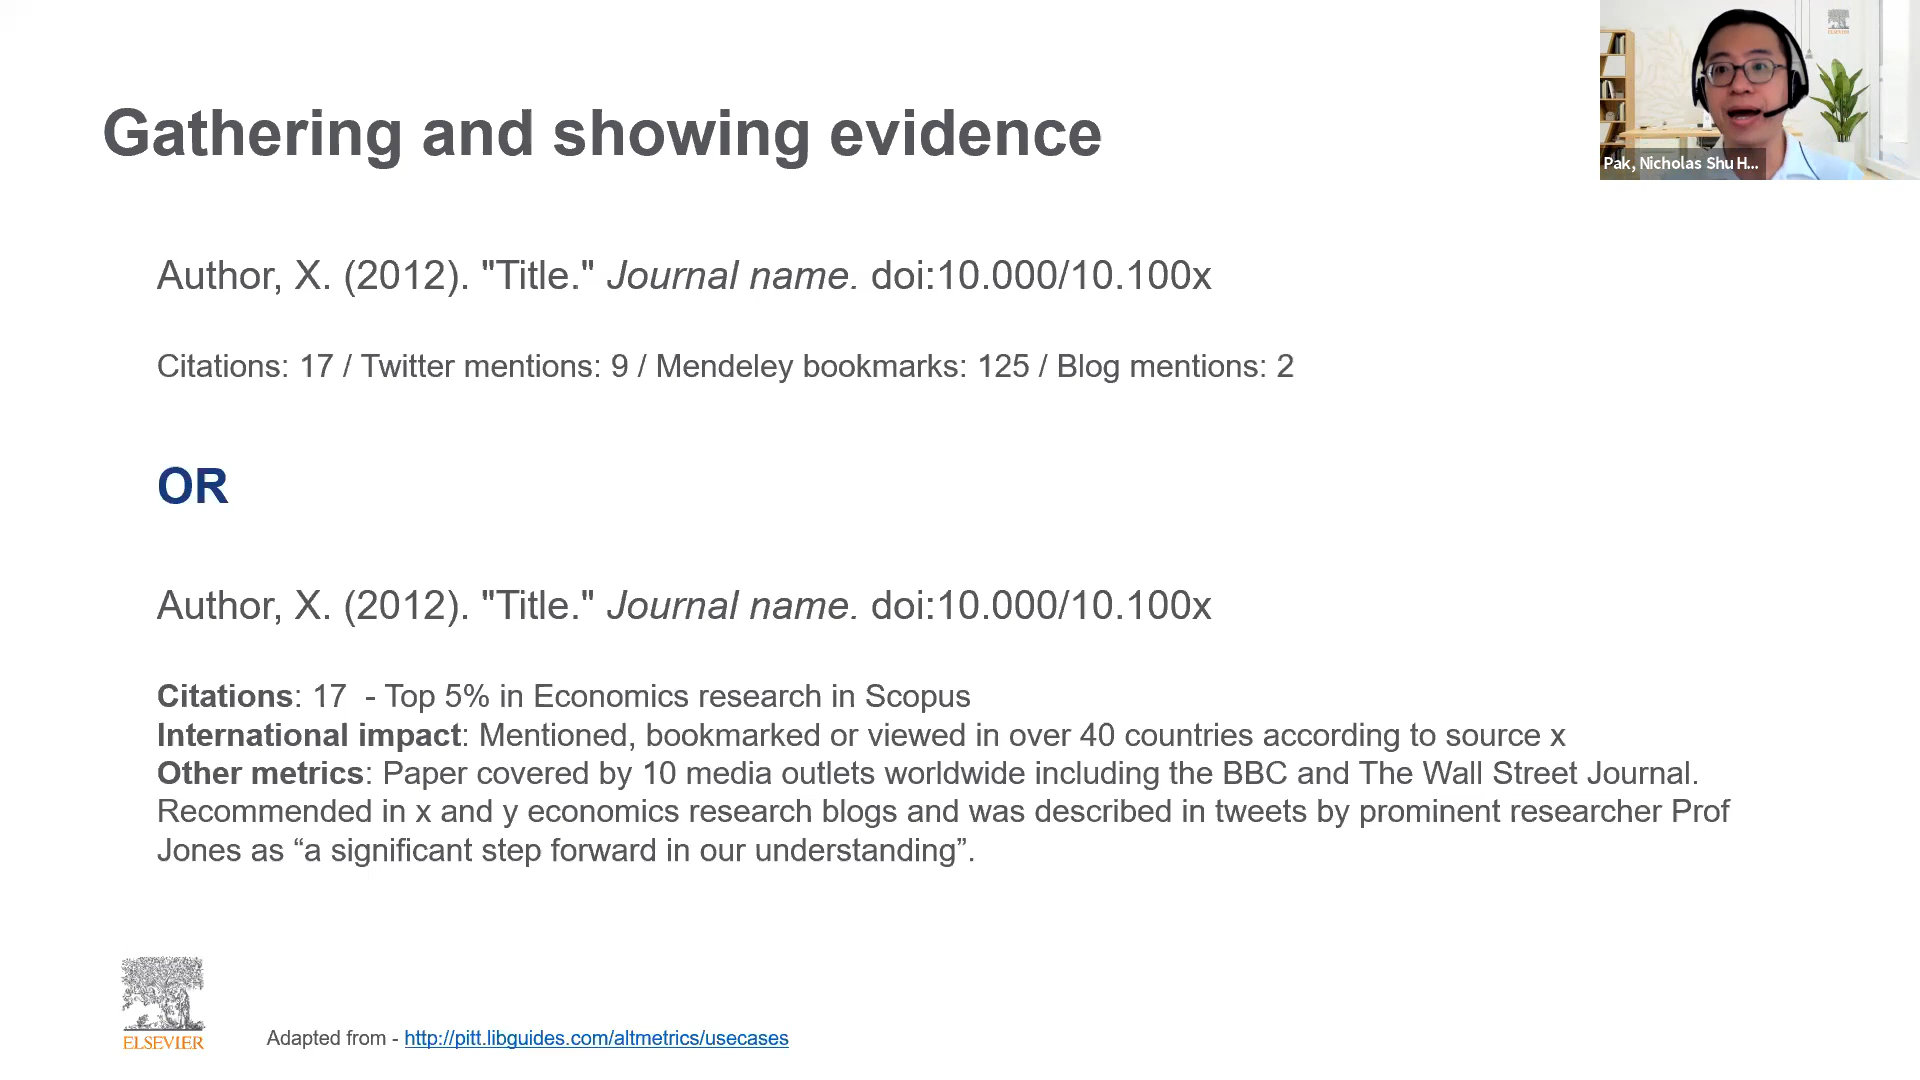 Gathering and showing evidence
ELSEVIER
Pak, Nicholas Shu H...
Author, X. (2012). "Title." Journal name. doi:10.000/10.100x
Citations: 17 / Twitter mentions: 9 / Mendeley bookmarks: 125 / Blog mentions: 2
OR
Author, X. (2012). "Title." Journal name. doi:10.000/10.100x
Citations: 17  - Top 5% in Economics research in Scopus
International impact: Mentioned, bookmarked or viewed in over 40 countries according to source x
Other metrics: Paper covered by 10 media outlets worldwide including the BBC and The Wall Street Journal.
Recommended in x and y economics research blogs and was described in tweets by prominent researcher Prof
Jones as “a significant step forward in our understanding”.
ELSEVIER
Adapted from - http://pitt.libguides.com/altmetrics/usecases